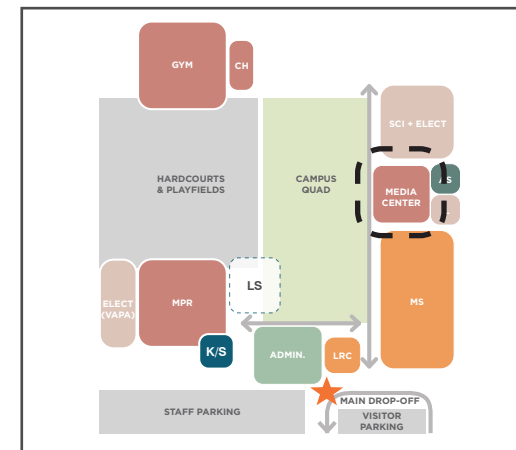 GYM
CH
SCI + ELECT
HARDCOURTS
& PLAYFIELDS
CAMPUS
QUAD
MEDIA
CENTER
LS
ELECT
(VAPA)
MPR
MS
K/S
ADMIN.
LRC
MAIN DROP-OFF
STAFF PARKING
VISITOR
PARKING